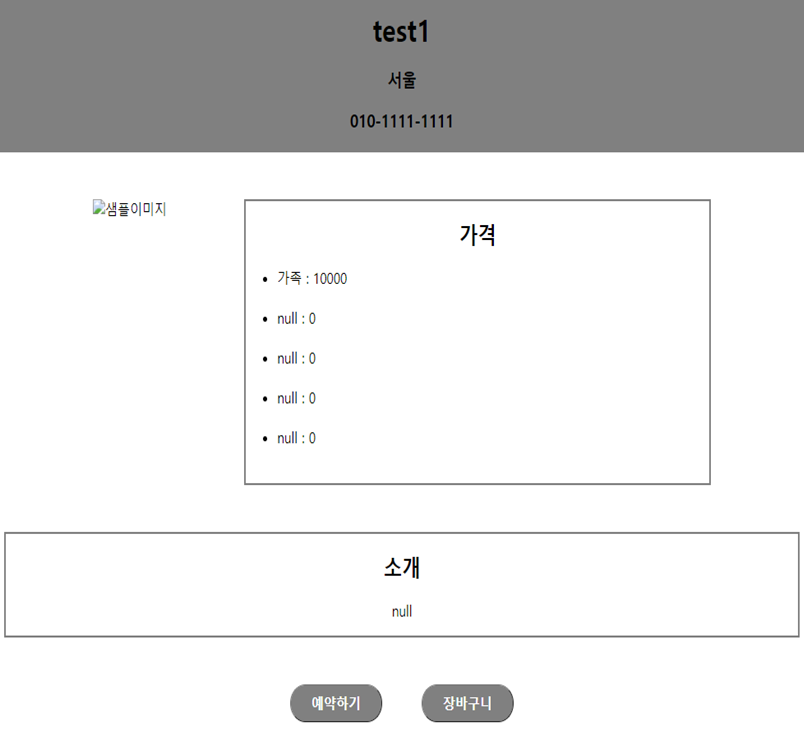 test1
서울
010-1111-1111
샘플이미지
가격
• 가족 : 10000
• null : 0
• null : 0
• null : 0
• null : 0
소개
null
예약하기 장바구니